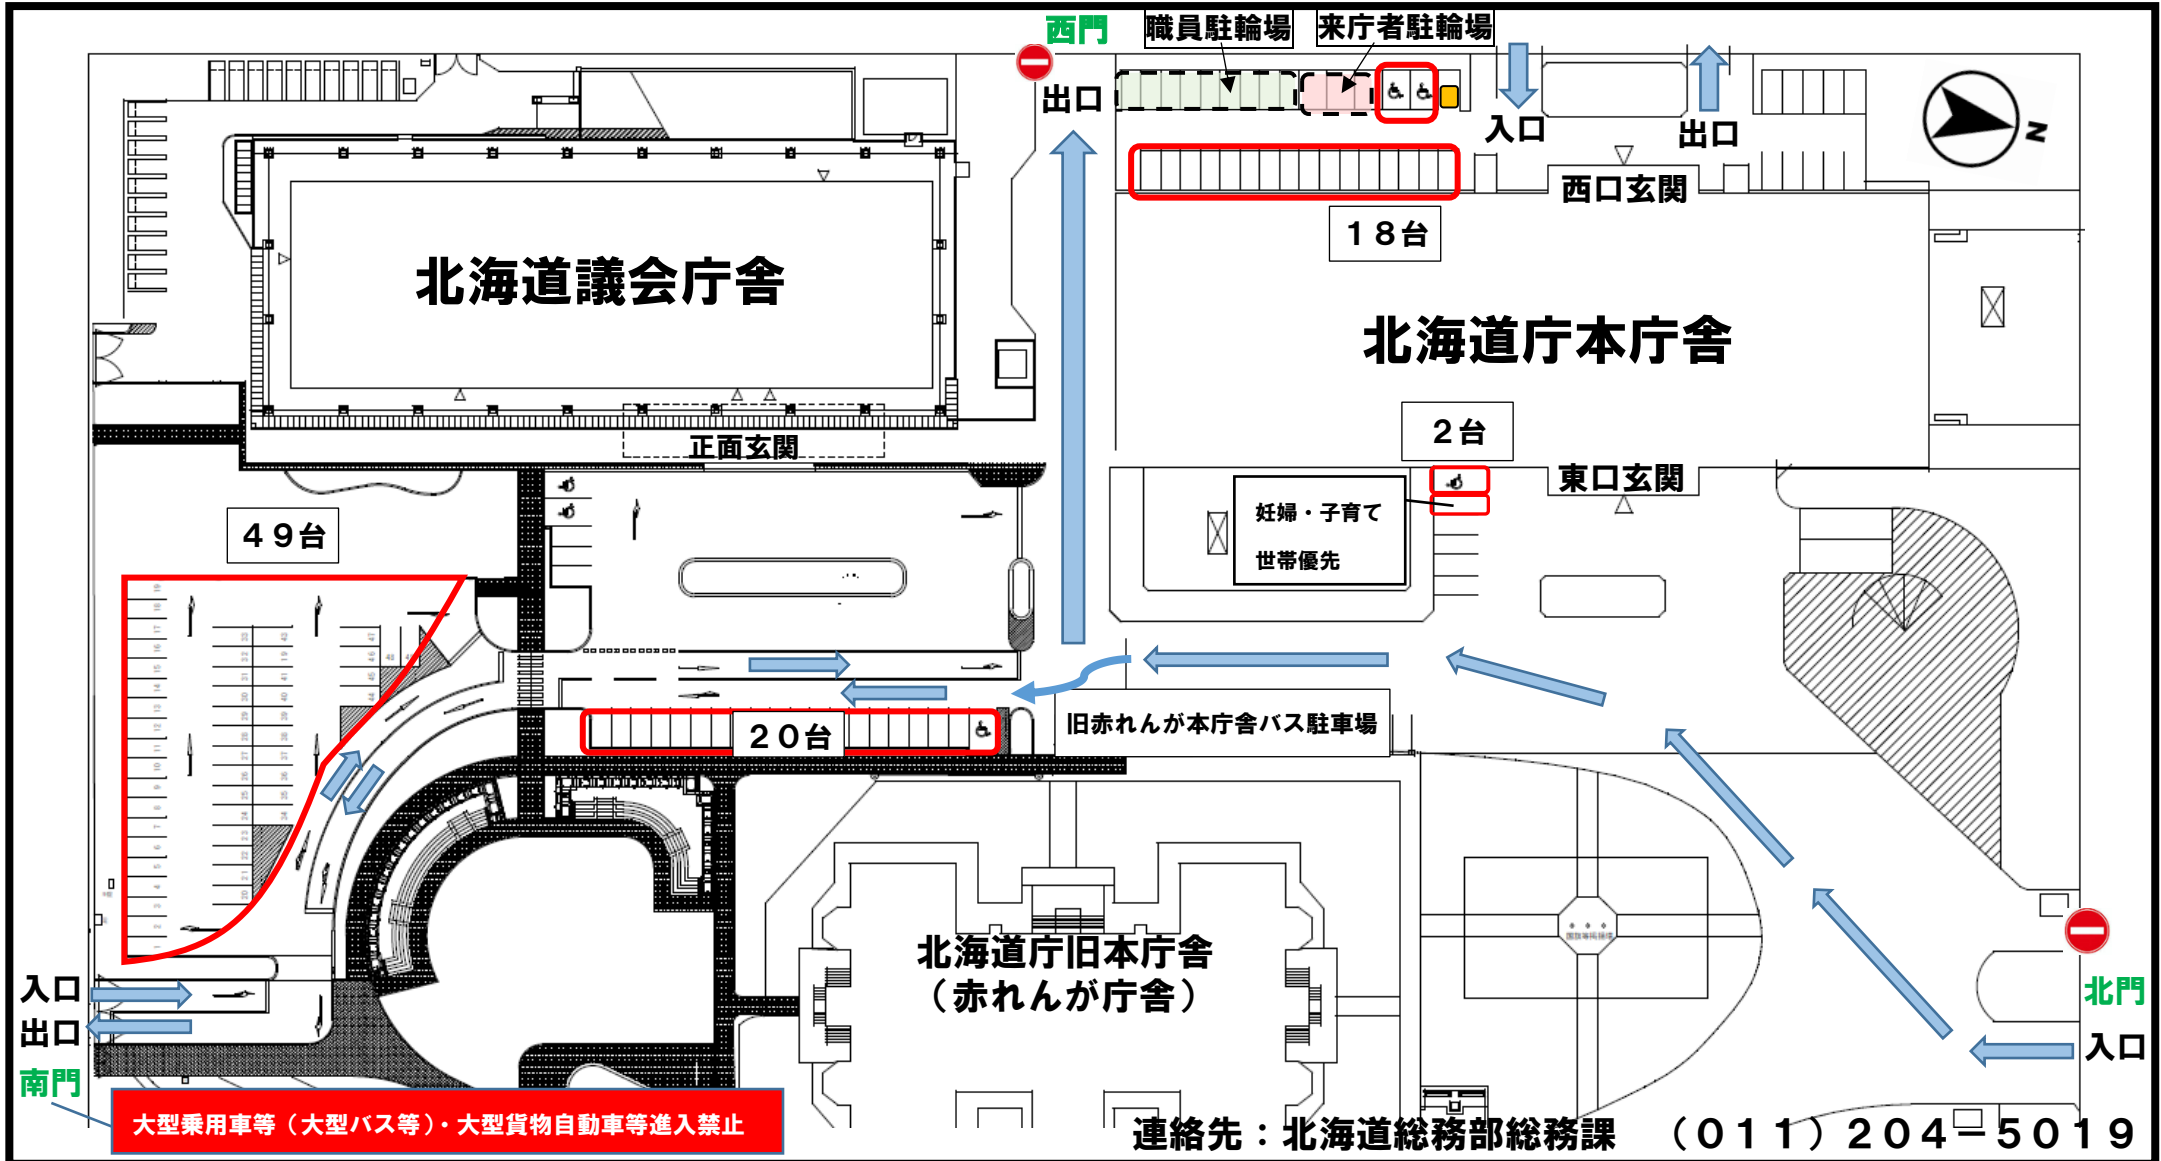 西門
職員駐輪場
来庁者駐輪場
出口
入口
出口
N
西口玄関
18台
北海道議会庁舎
北海道庁本庁舎
2台
正面玄関
東口玄関
妊婦・子育て
世帯優先
49台
20台
旧赤れんが本庁舎バス駐車場
北海道庁旧本庁舎
(赤れんが庁舎)
入口
出口
南門
北門
入口
大型乗用車等(大型バス等)・大型貨物自動車等進入禁止
連絡先:北海道総務部総務課 (011)204-5019